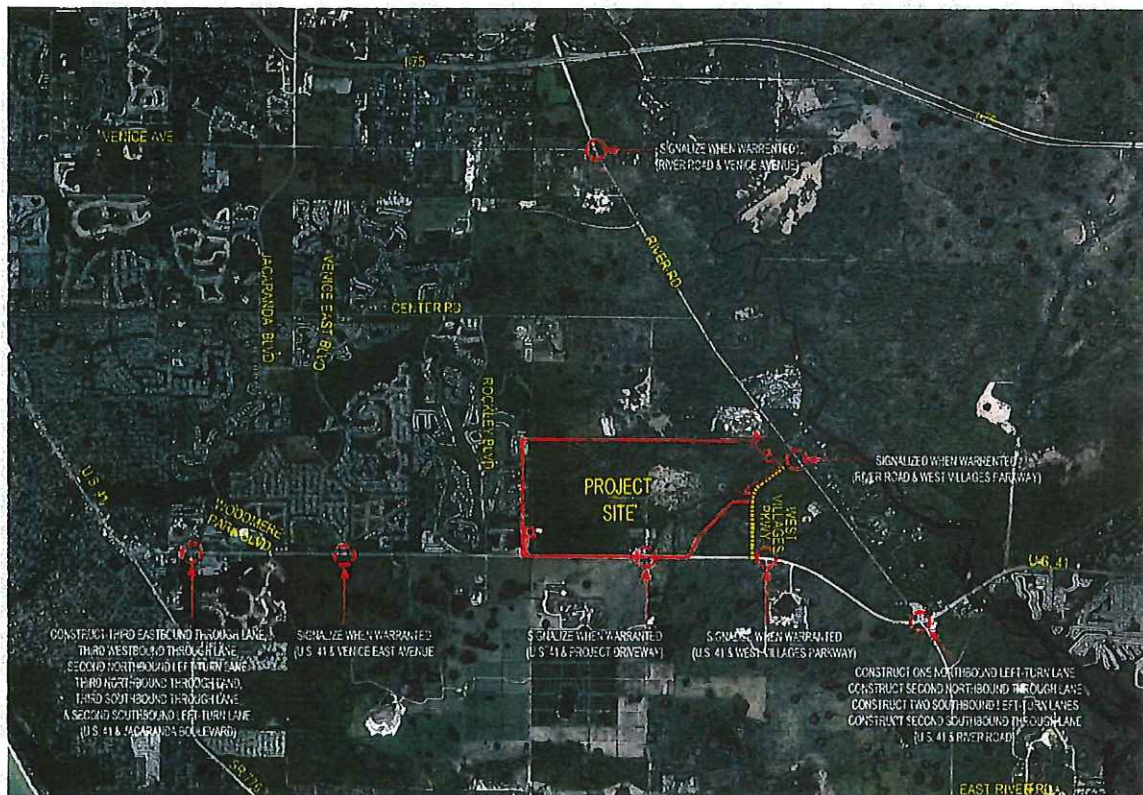 I-75
VENICE AVE
SIGNALIZE WHEN WARRENTED
(RIVER ROAD & VENICE AVENUE)
RIVER RD
JACARANDA BLVD
VENICE EAST BLVD
CENTER RD
ROCKLEY BLVD
U.S. 41
PROJECT
SITE
SIGNALIZED WHEN WARRENTED
(RIVER ROAD & WEST VILLAGES PARKWAY)
WEST
VILLAGES
PKWY
WOODMERE
PARK BLVD
U.S. 41
CONSTRUCT THIRD EASTBOUND THROUGH LANE,
THIRD WESTBOUND THROUGH LANE,
SECOND NORTHBOUND LEFT-TURN LANE,
THIRD NORTHBOUND THROUGH LANE,
THIRD SOUTHBOUND THROUGH LANE,
& SECOND SOUTHBOUND LEFT-TURN LANE
(U.S. 41 & JACARANDA BOULEVARD)
SIGNALIZE WHEN WARRANTED
(U.S. 41 & VENICE EAST AVENUE)
SIGNALIZE WHEN WARRANTED
(U.S. 41 & PROJECT DRIVEWAY)
SIGNALIZE WHEN WARRANTED
(U.S. 41 & WEST VILLAGES PARKWAY)
CONSTRUCT ONE NORTHBOUND LEFT-TURN LANE
CONSTRUCT SECOND NORTHBOUND THROUGH LANE
CONSTRUCT TWO SOUTHBOUND LEFT-TURN LANES
CONSTRUCT SECOND SOUTHBOUND THROUGH LANE
(U.S. 41 & RIVER ROAD)
SR 776
EAST RIVER RD